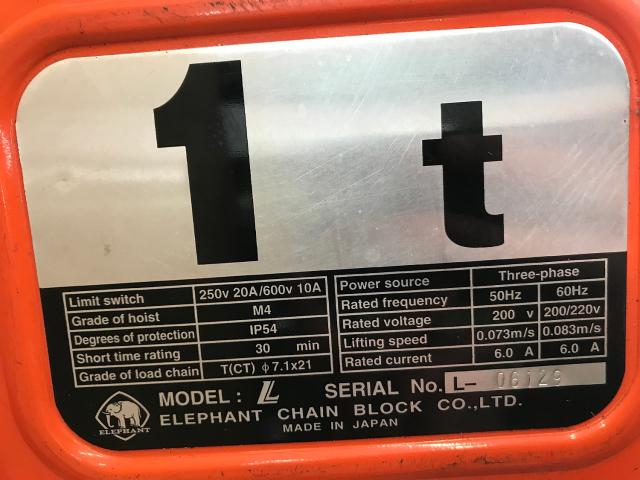 1 t
Limit switch 250v 20A/600v 10A
Grade of hoist M4
Degrees of protection IP54
Short time rating 30 min
Grade of load chain T(CT) φ7.1x21
Power source Three-phase
Rated frequency 50Hz 60Hz
Rated voltage 200 v 200/220v
Lifting speed 0.073m/s 0.083m/s
Rated current 6.0 A 6.0 A
MODEL : L SERIAL No. L- 06129
ELEPHANT
ELEPHANT CHAIN BLOCK CO.,LTD.
MADE IN JAPAN